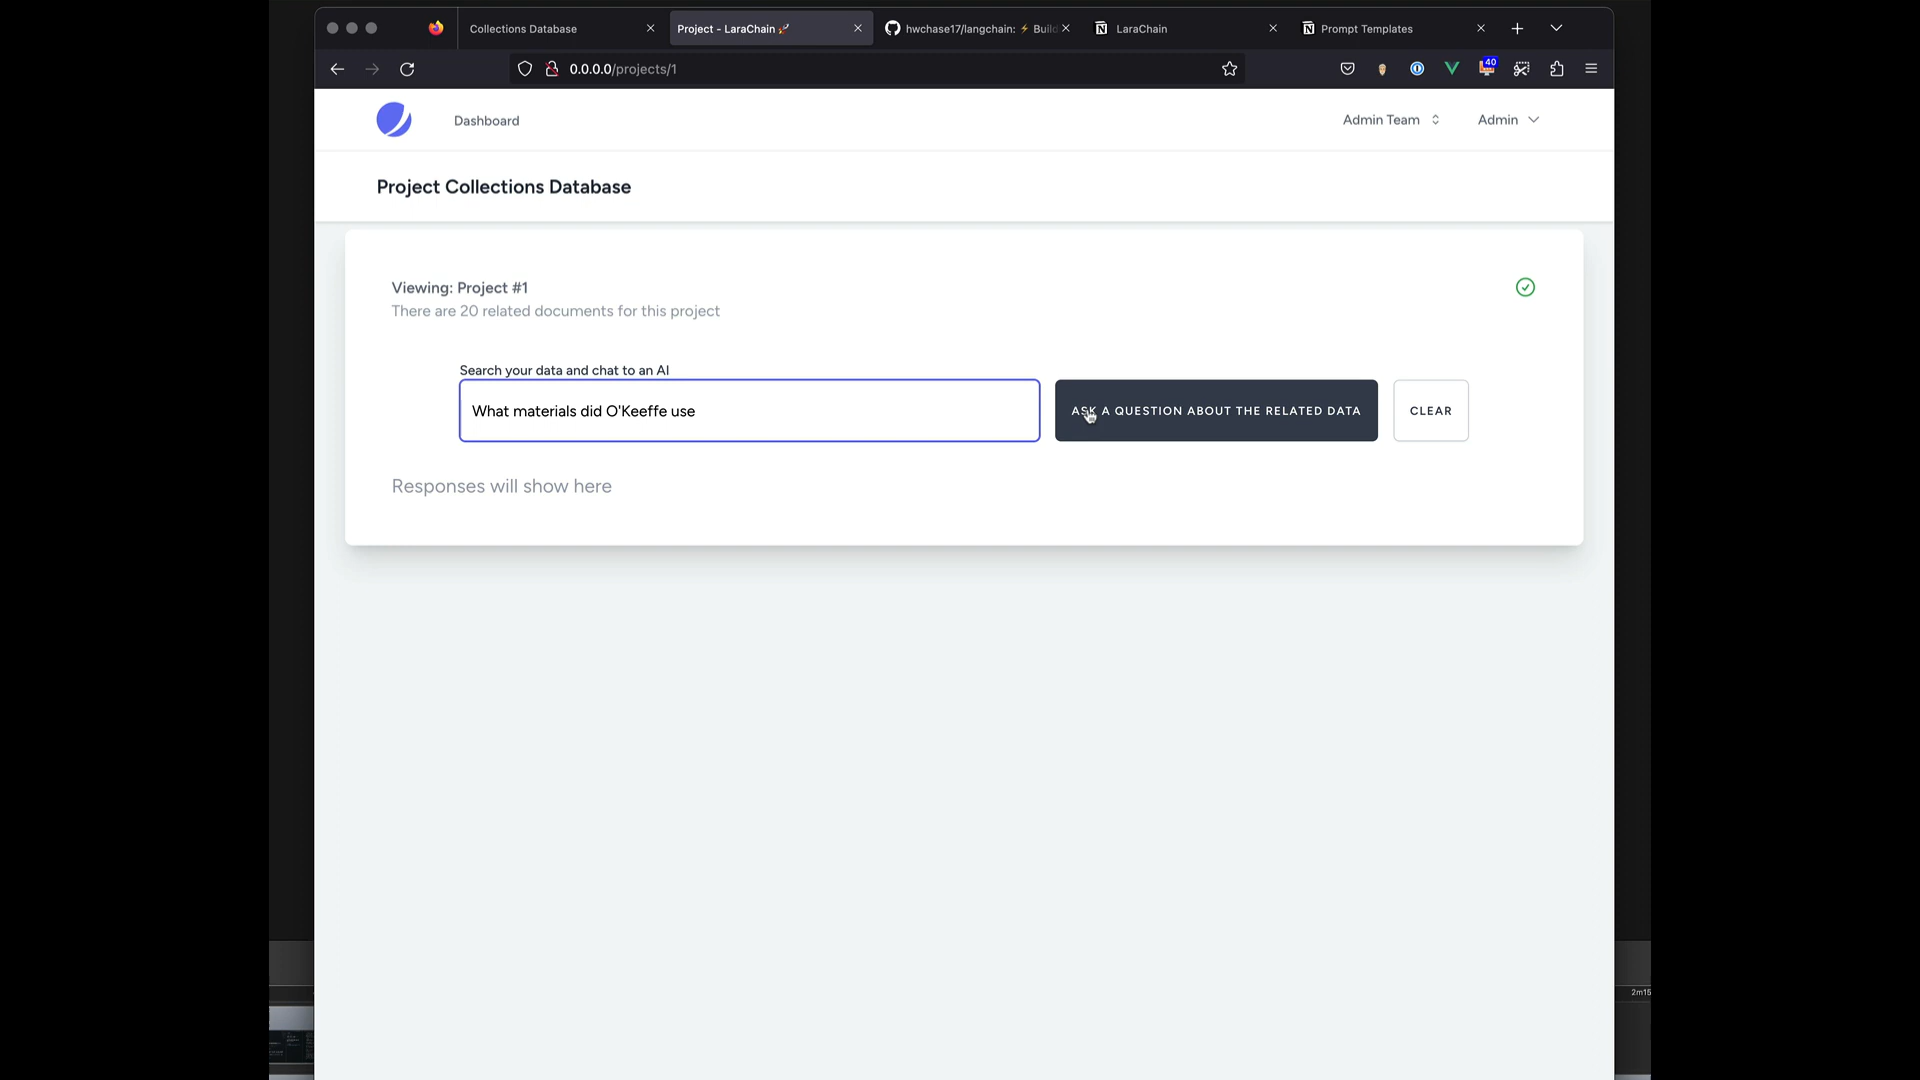 Collections Database
Project - LaraChain 🚀
hwchase17/langchain: ⚡ Build
LaraChain
Prompt Templates
0.0.0.0/projects/1
40
Dashboard
Admin Team
Admin
Project Collections Database
Viewing: Project #1
There are 20 related documents for this project
Search your data and chat to an AI
What materials did O'Keeffe use
ASK A QUESTION ABOUT THE RELATED DATA
CLEAR
Responses will show here
2m15